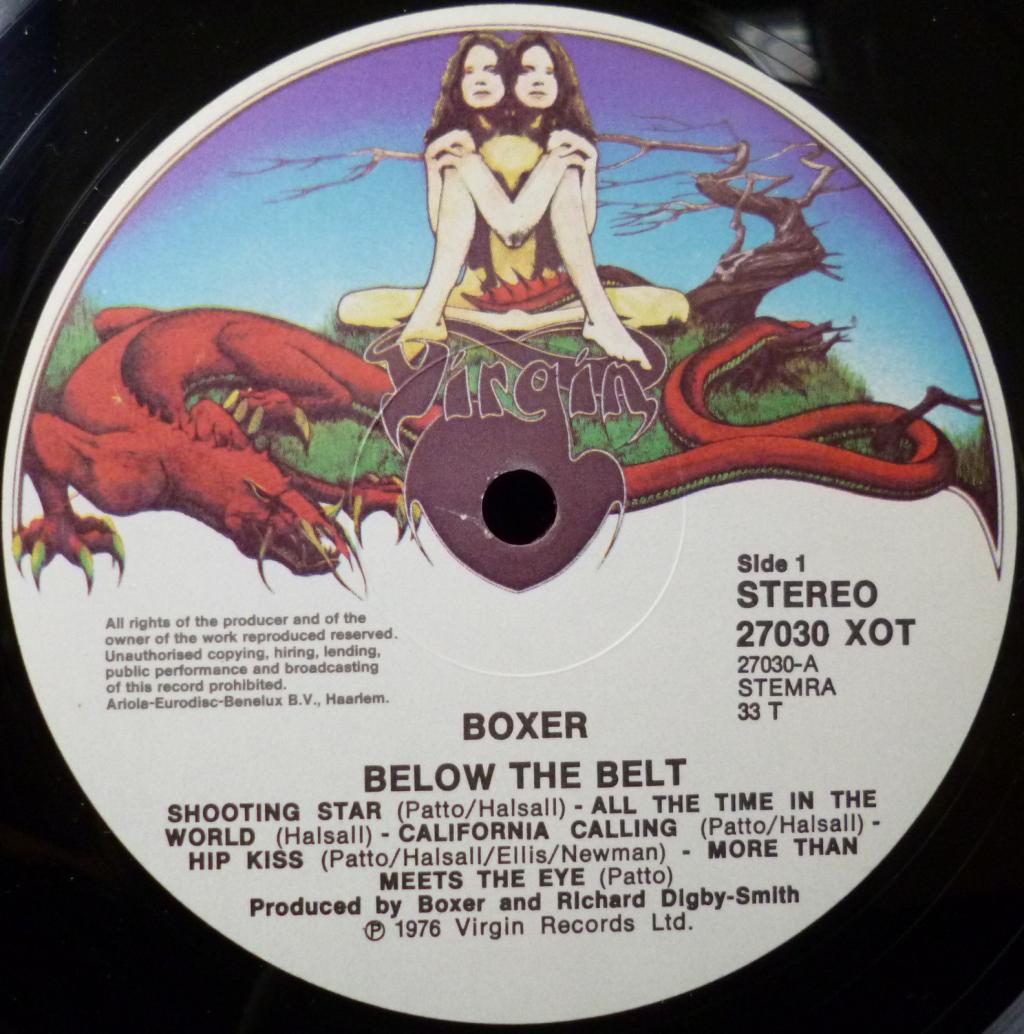 Virgin
Side 1
STEREO
27030 XOT
27030-A
STEMRA
33 T
All rights of the producer and of the
owner of the work reproduced reserved.
Unauthorised copying, hiring, lending,
public performance and broadcasting
of this record prohibited.
Ariola-Eurodisc-Benelux B.V., Haarlem.
BOXER
BELOW THE BELT
SHOOTING STAR (Patto/Halsall) - ALL THE TIME IN THE
WORLD (Halsall) - CALIFORNIA CALLING (Patto/Halsall) -
HIP KISS (Patto/Halsall/Ellis/Newman) - MORE THAN
MEETS THE EYE (Patto)
Produced by Boxer and Richard Digby-Smith
℗ 1976 Virgin Records Ltd.